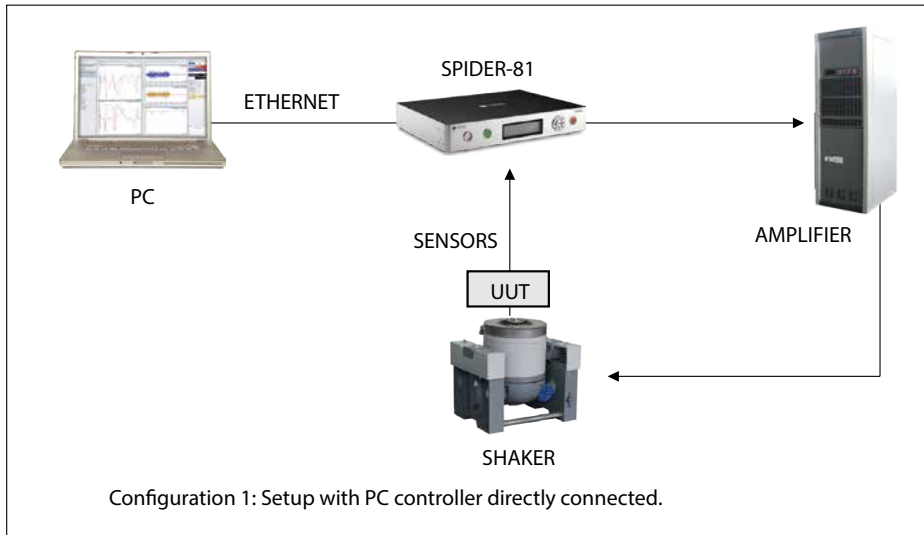 SPIDER-81
ETHERNET
PC
SENSORS
AMPLIFIER
UUT
SHAKER
Configuration 1: Setup with PC controller directly connected.